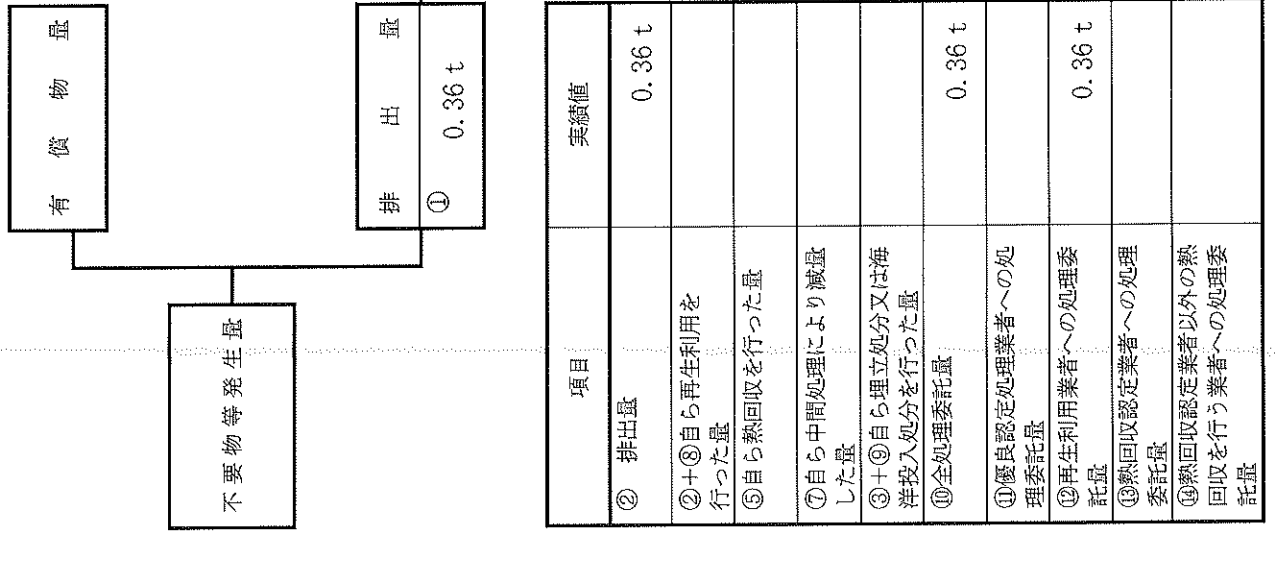 有償物量
不要物等発生量
排出量
① 0.36 t
項目 実績値
② 排出量 0.36 t
②+⑧自ら再生利用を
行った量
⑤自ら熱回収を行った量
⑦自ら中間処理により減量
した量
③+⑨自ら埋立処分又は海
洋投入処分を行った量
⑩全処理委託量 0.36 t
⑪優良認定処理業者への処
理委託量
⑫再生利用業者への処理委
託量 0.36 t
⑬熱回収認定業者への処理
委託量
⑭熱回収認定業者以外の熱
回収を行う業者への処理委
託量